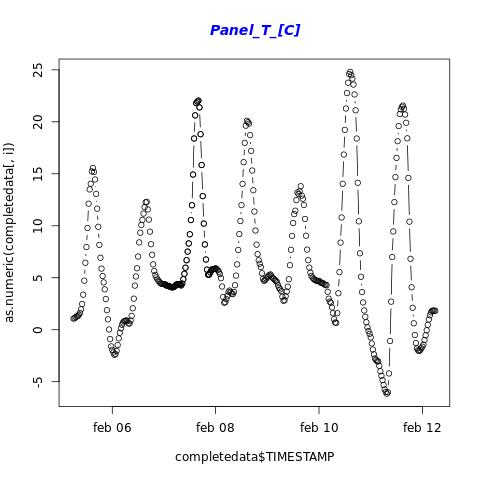 Panel_T_[C]
25
20
15
10
5
0
-5
as.numeric(completedata[, i])
feb 06 feb 08 feb 10 feb 12
completedata$TIMESTAMP